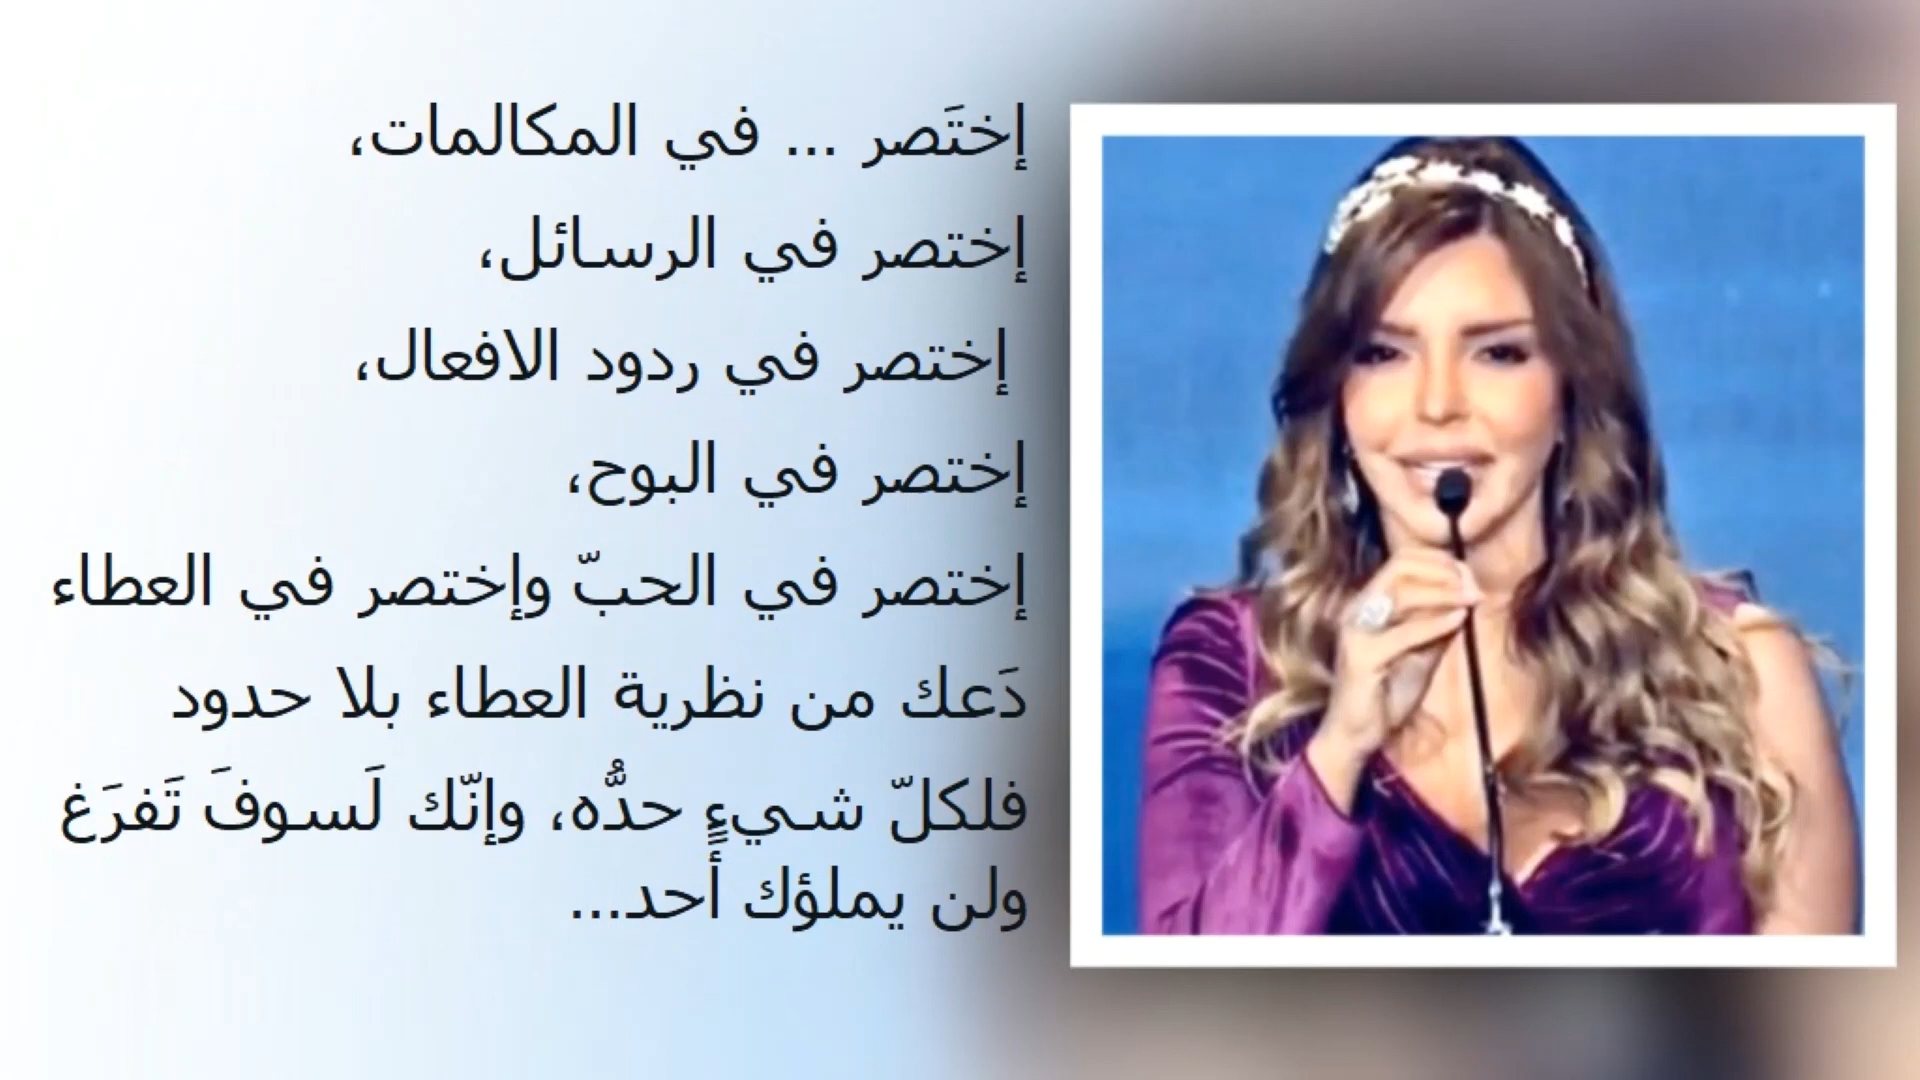 إختَصر ... في المكالمات،
إختصر في الرسائل،
إختصر في ردود الافعال،
إختصر في البوح،
إختصر في الحبّ وإختصر في العطاء
دَعك من نظرية العطاء بلا حدود
فلكلّ شيءٍ حدُّه، وإنّك لَسوفَ تَفرَغ
ولن يملؤك أًحد...